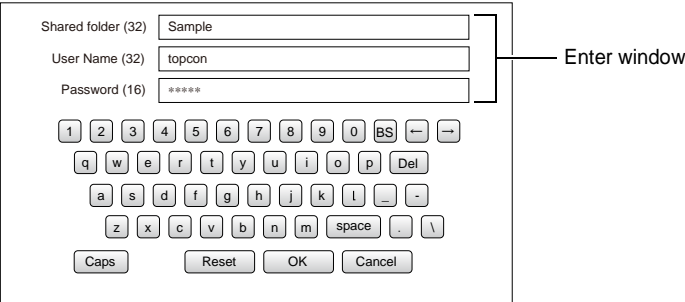 Shared folder (32) Sample
User Name (32) topcon
Password (16) *****
Enter window
1 2 3 4 5 6 7 8 9 0 BS ← →
q w e r t y u i o p Del
a s d f g h j k l _ -
z x c v b n m space . \
Caps Reset OK Cancel